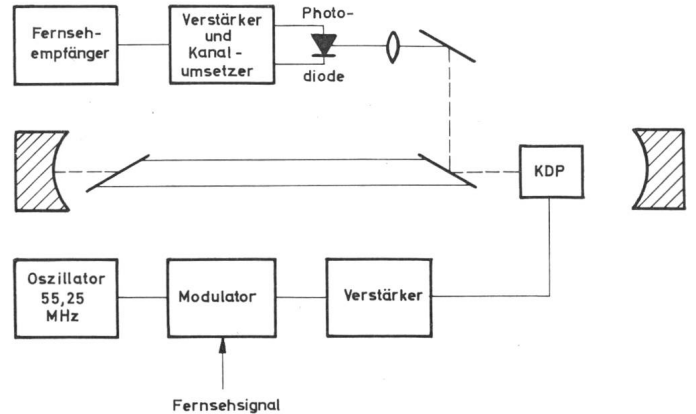 Fernseh-
empfänger
Verstärker
und
Kanal-
umsetzer
Photo-
diode
KDP
Oszillator
55,25
MHz
Modulator
Verstärker
Fernsehsignal